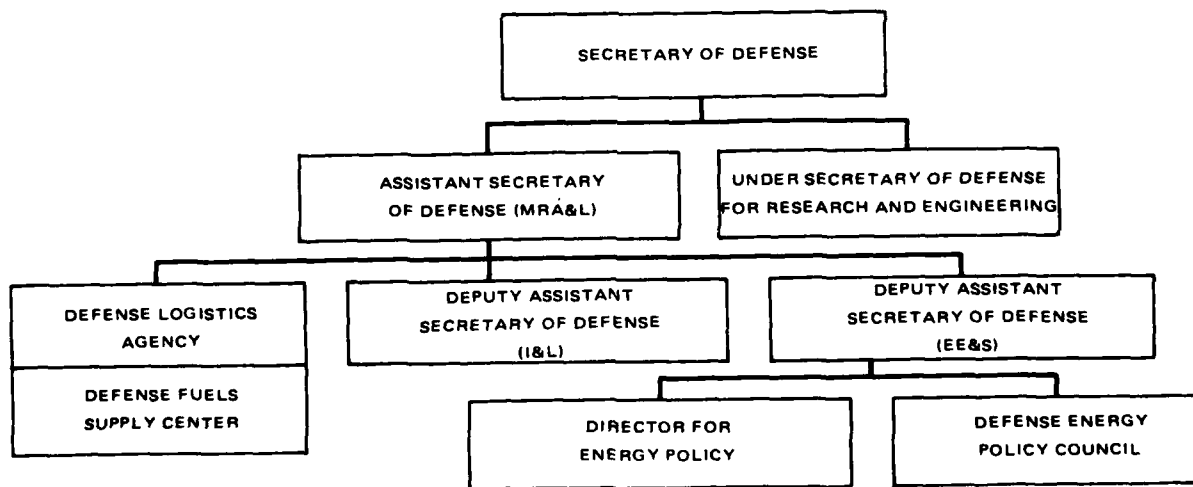 SECRETARY OF DEFENSE
ASSISTANT SECRETARY
OF DEFENSE (MRA&L)
UNDER SECRETARY OF DEFENSE
FOR RESEARCH AND ENGINEERING
DEFENSE LOGISTICS
AGENCY
DEFENSE FUELS
SUPPLY CENTER
DEPUTY ASSISTANT
SECRETARY OF DEFENSE
(I&L)
DEPUTY ASSISTANT
SECRETARY OF DEFENSE
(EE&S)
DIRECTOR FOR
ENERGY POLICY
DEFENSE ENERGY
POLICY COUNCIL